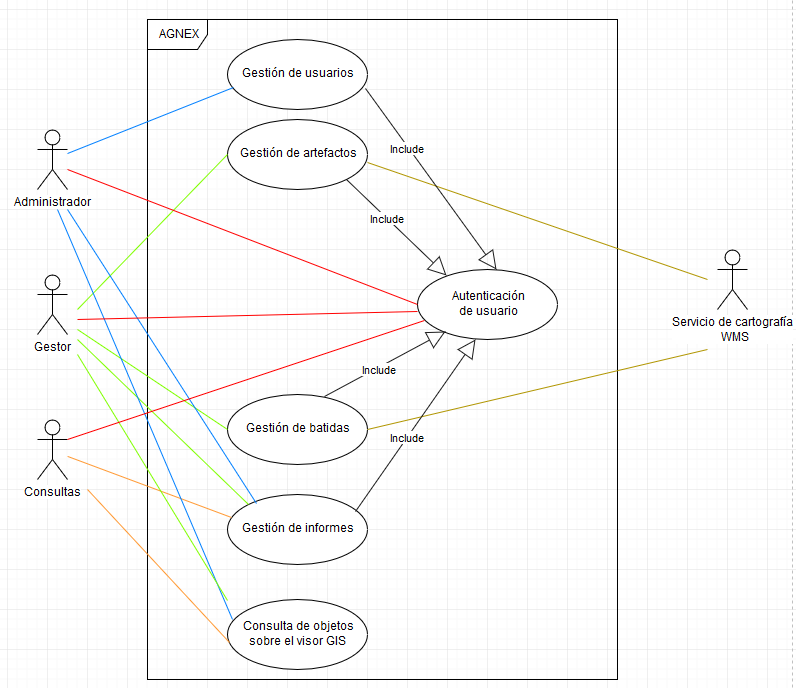 AGNEX
Gestión de usuarios
Gestión de artefactos
Include
Include
Administrador
Autenticación
de usuario
Servicio de cartografía
WMS
Gestor
Include
Gestión de batidas
Include
Consultas
Gestión de informes
Consulta de objetos
sobre el visor GIS